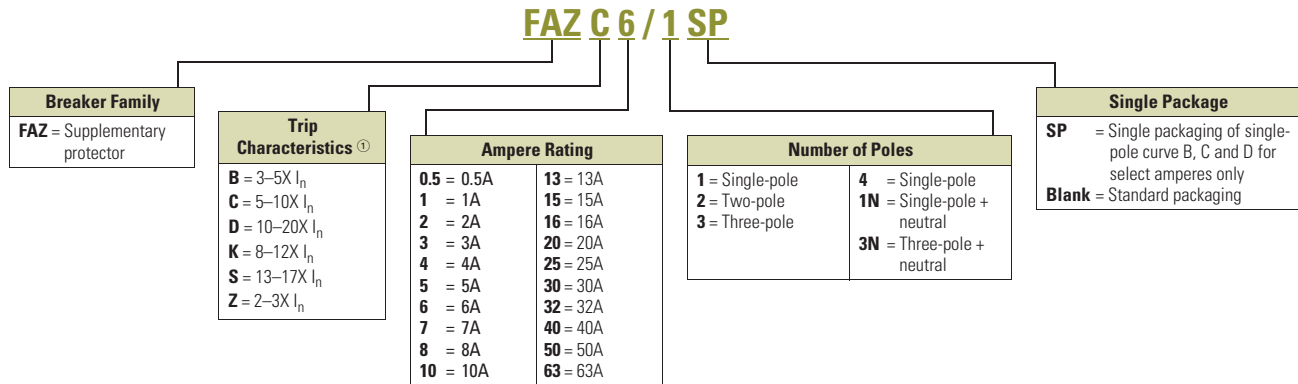 FAZ C 6 / 1 SP
Breaker Family
FAZ = Supplementary
protector
Trip
Characteristics ①
B = 3–5X In
C = 5–10X In
D = 10–20X In
K = 8–12X In
S = 13–17X In
Z = 2–3X In
Ampere Rating
0.5 = 0.5A
1 = 1A
2 = 2A
3 = 3A
4 = 4A
5 = 5A
6 = 6A
7 = 7A
8 = 8A
10 = 10A
13 = 13A
15 = 15A
16 = 16A
20 = 20A
25 = 25A
30 = 30A
32 = 32A
40 = 40A
50 = 50A
63 = 63A
Number of Poles
1 = Single-pole
2 = Two-pole
3 = Three-pole
4 = Single-pole
1N = Single-pole +
neutral
3N = Three-pole +
neutral
Single Package
SP = Single packaging of single-
pole curve B, C and D for
select amperes only
Blank = Standard packaging